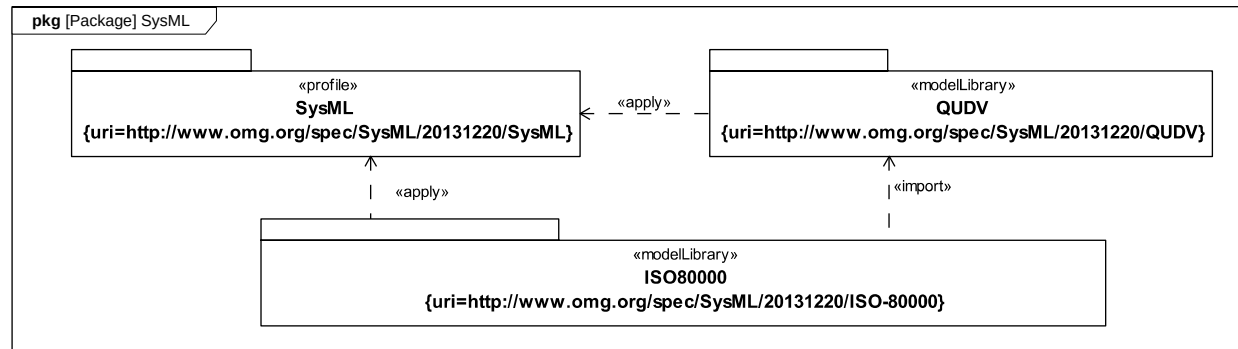 pkg [Package] SysML
«profile»
SysML
{uri=http://www.omg.org/spec/SysML/20131220/SysML}
«apply»
«modelLibrary»
QUDV
{uri=http://www.omg.org/spec/SysML/20131220/QUDV}
«apply»
«import»
«modelLibrary»
ISO80000
{uri=http://www.omg.org/spec/SysML/20131220/ISO-80000}